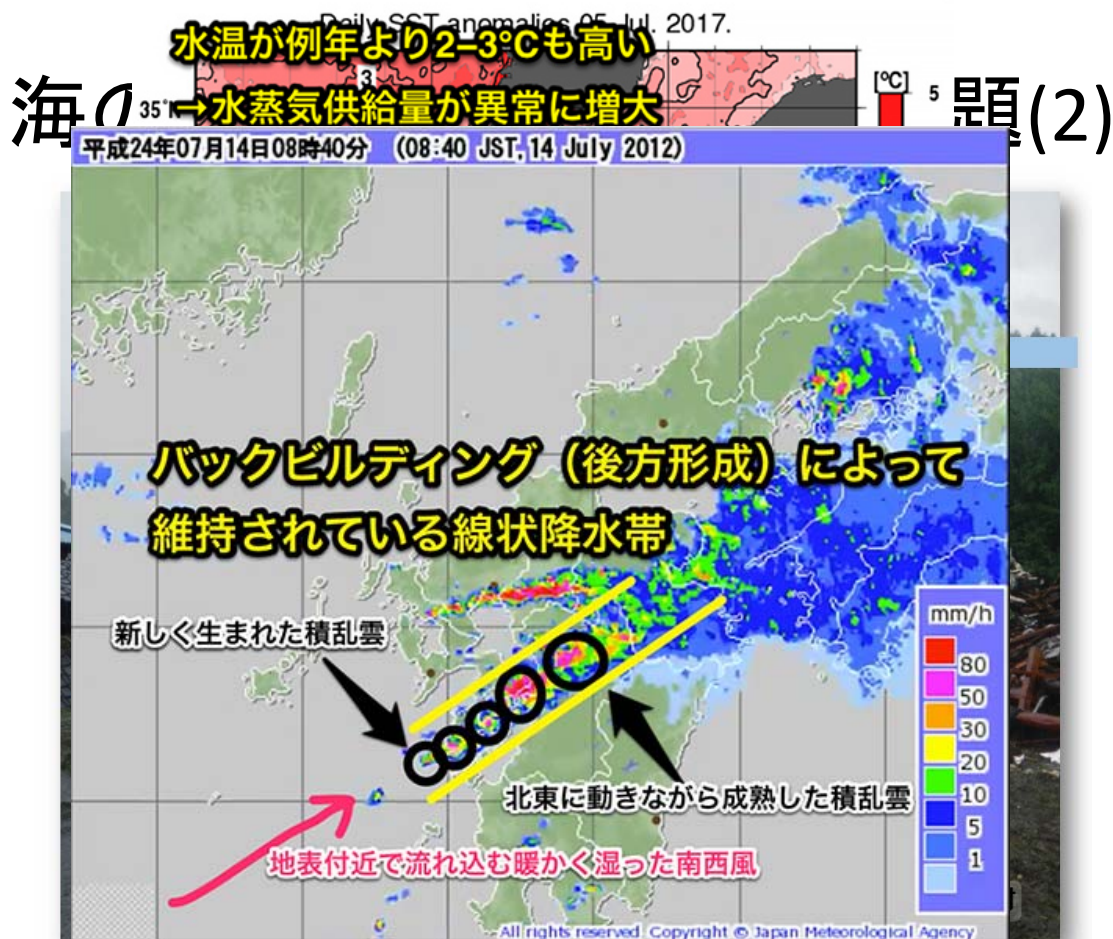 Daily SST anomalies 05 Jul. 2017.
水温が例年より2–3℃も高い
3
[℃]
5
海の
題(2)
35°N
→水蒸気供給量が異常に増大
平成24年07月14日08時40分 (08:40 JST, 14 July 2012)
バックビルディング（後方形成）によって
維持されている線状降水帯
新しく生まれた積乱雲
北東に動きながら成熟した積乱雲
地表付近で流れ込む暖かく湿った南西風
mm/h
80
50
30
20
10
5
1
All rights reserved. Copyright © Japan Meteorological Agency